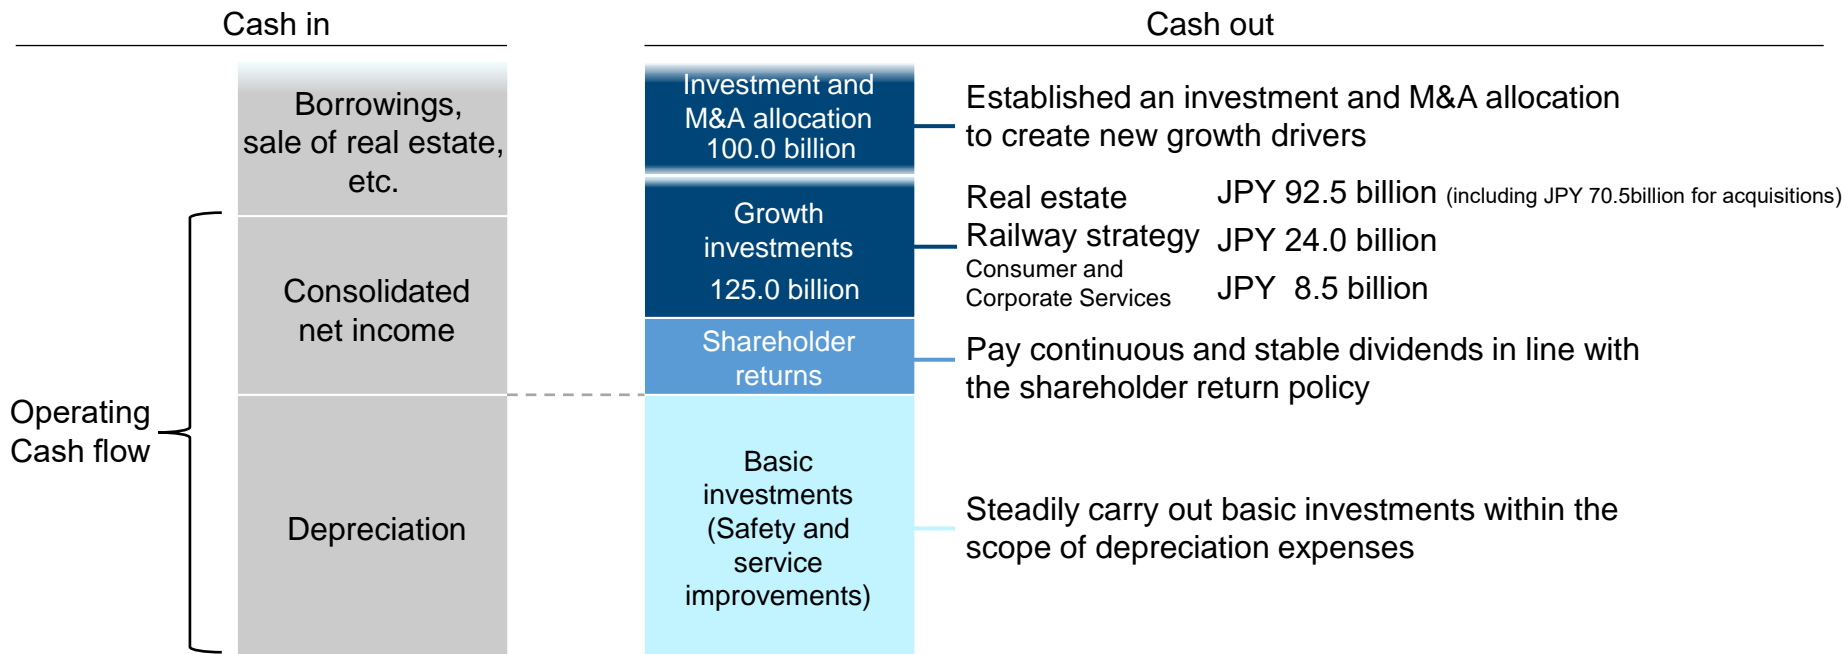 Cash in
Cash out
Borrowings,
sale of real estate,
etc.
Consolidated
net income
Depreciation
Operating
Cash flow
Investment and
M&A allocation
100.0 billion
Established an investment and M&A allocation
to create new growth drivers
Growth
investments
125.0 billion
Real estate JPY 92.5 billion (including JPY 70.5billion for acquisitions)
Railway strategy JPY 24.0 billion
Consumer and
Corporate Services JPY 8.5 billion
Shareholder
returns
Pay continuous and stable dividends in line with
the shareholder return policy
Basic
investments
(Safety and
service
improvements)
Steadily carry out basic investments within the
scope of depreciation expenses